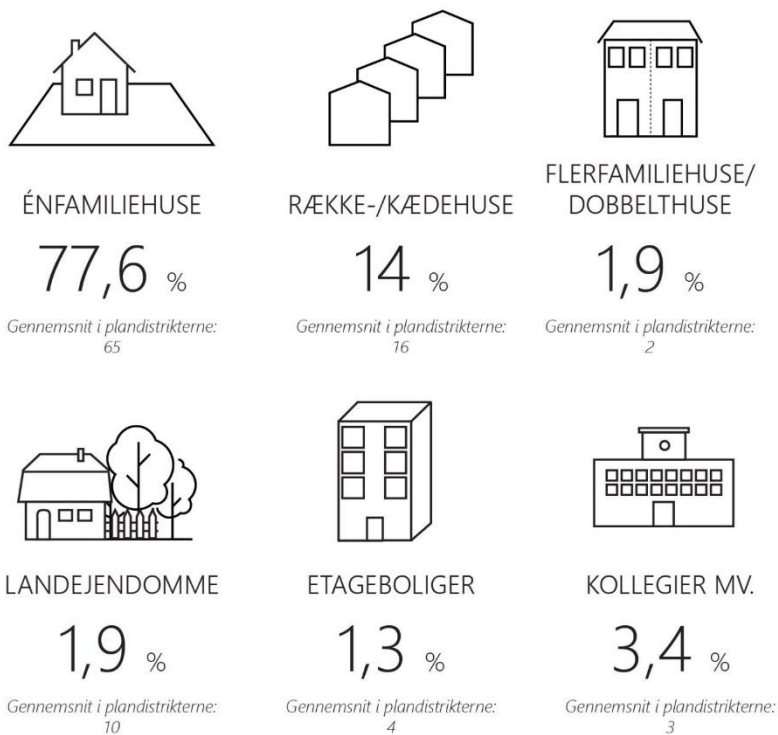 ÉNFAMILIEHUSE
77,6 %
Gennemsnit i plandistrikterne:
65
RÆKKE-/KÆDEHUSE
14 %
Gennemsnit i plandistrikterne:
16
FLERFAMILIEHUSE/
DOBBELTHUSE
1,9 %
Gennemsnit i plandistrikterne:
2
LANDEJENDOMME
1,9 %
Gennemsnit i plandistrikterne:
10
ETAGEBOLIGER
1,3 %
Gennemsnit i plandistrikterne:
4
KOLLEGIER MV.
3,4 %
Gennemsnit i plandistrikterne:
3